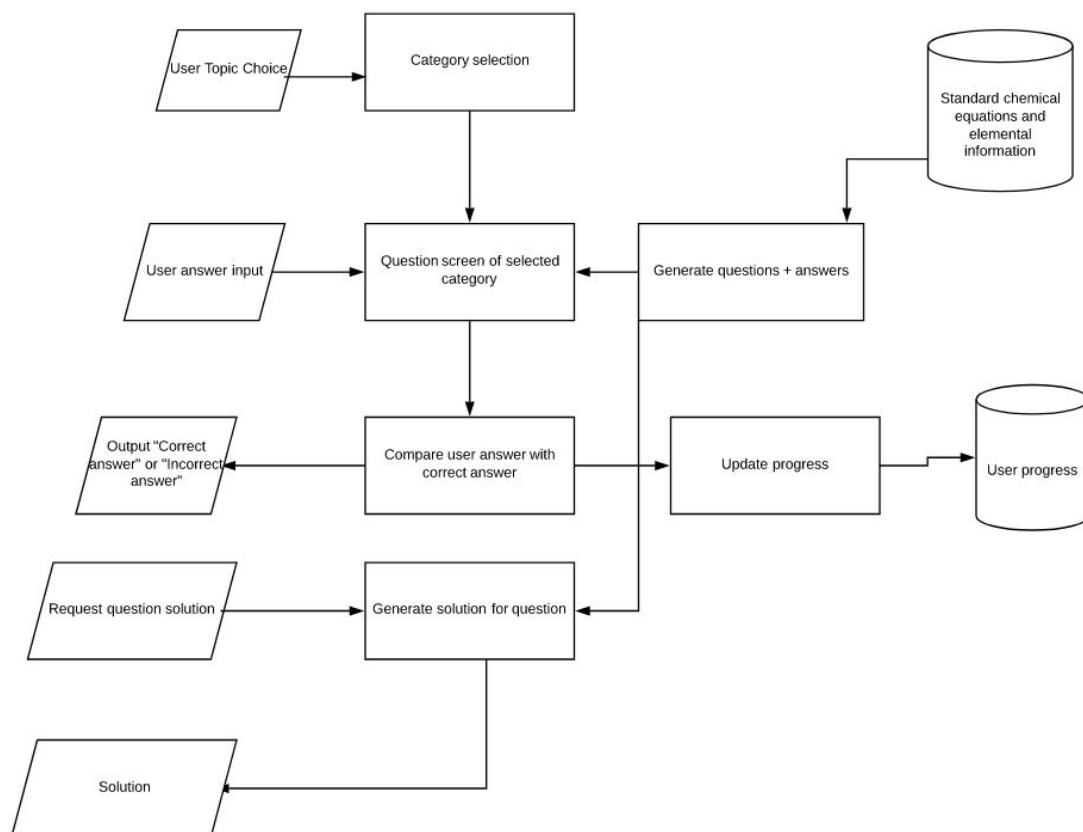 User Topic Choice
Category selection
Standard chemical
equations and
elemental
information
User answer input
Question screen of selected
category
Generate questions + answers
Output "Correct
answer" or "Incorrect
answer"
Compare user answer with
correct answer
Update progress
User progress
Request question solution
Generate solution for question
Solution